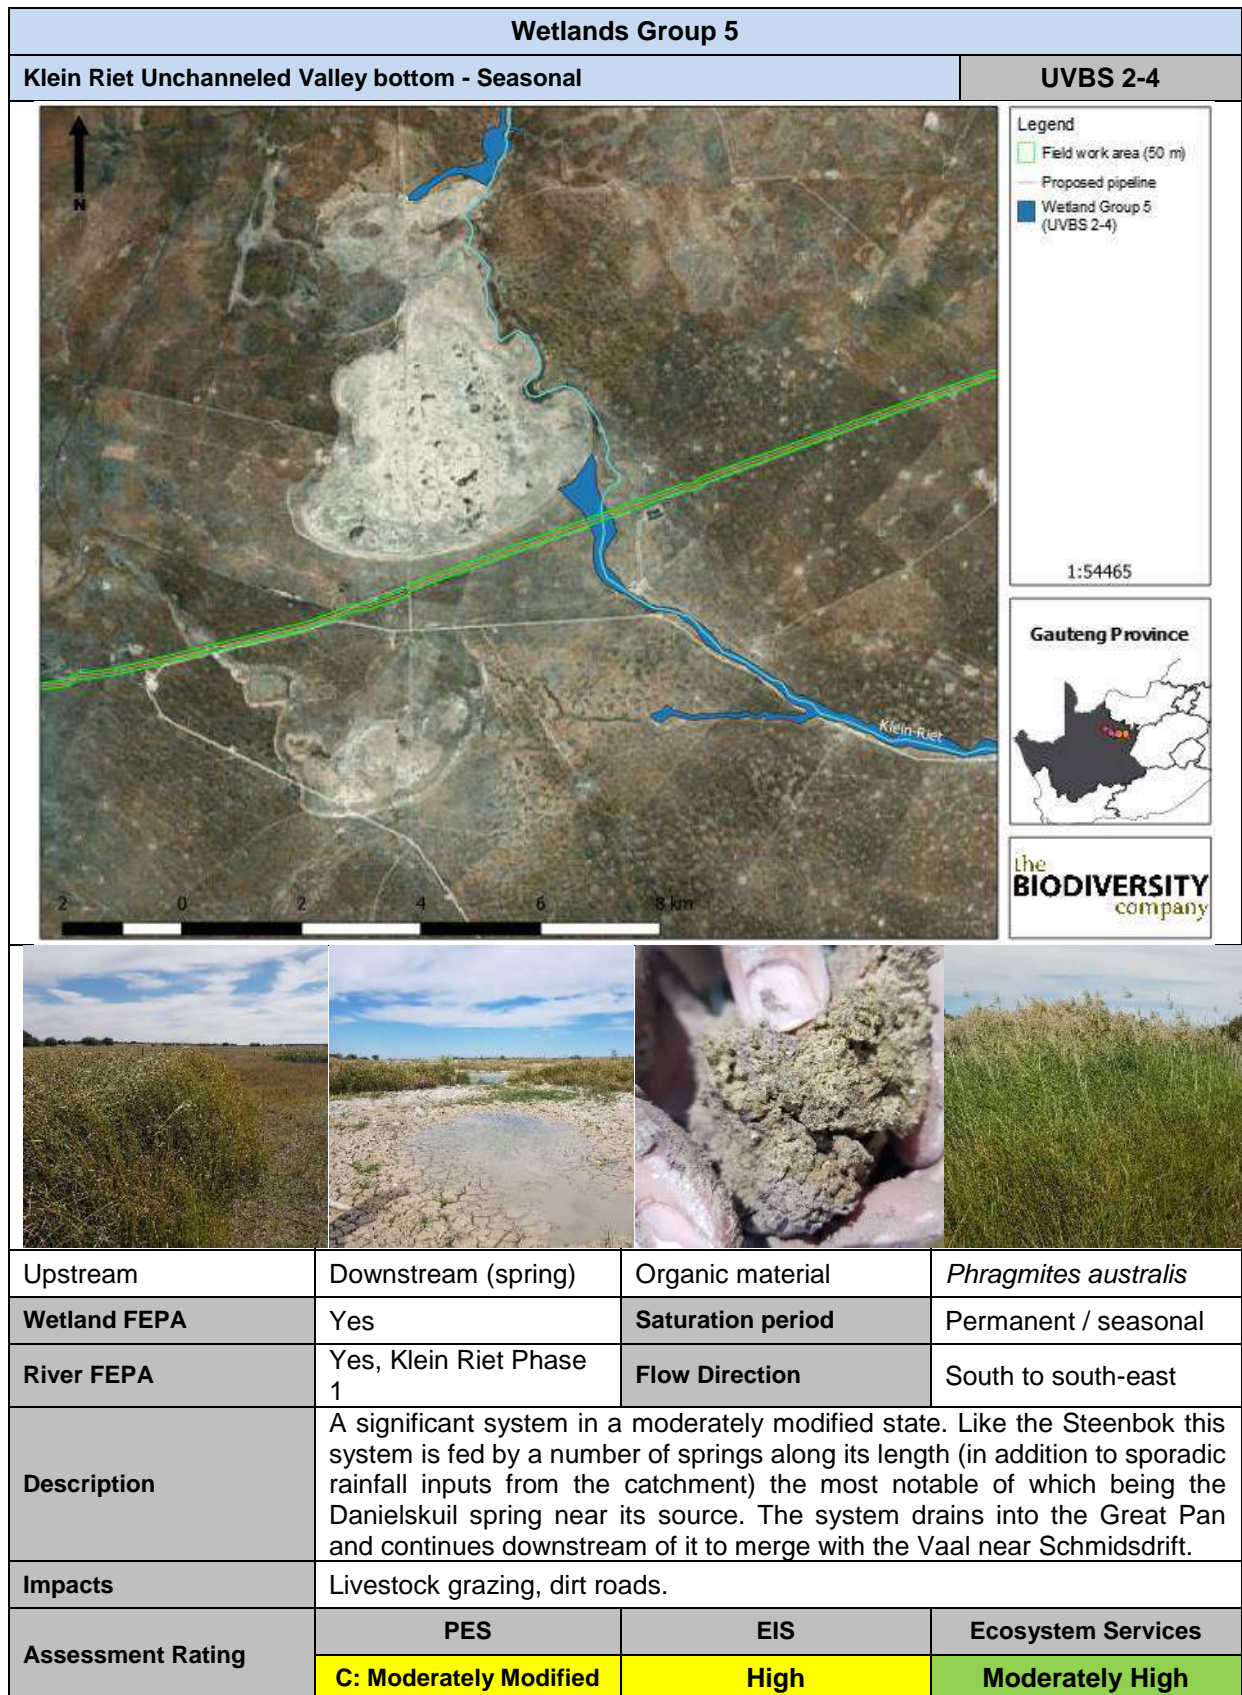 Wetlands Group 5
Klein Riet Unchanneled Valley bottom - Seasonal
UVBS 2-4
N
Klein-Riet
2 0 2 4 6 8 km
Legend
Field work area (50 m)
Proposed pipeline
Wetland Group 5
(UVBS 2-4)
1:54465
Gauteng Province
the
BIODIVERSITY
company
Upstream
Downstream (spring)
Organic material
Phragmites australis
Wetland FEPA
Yes
Saturation period
Permanent / seasonal
River FEPA
Yes, Klein Riet Phase
1
Flow Direction
South to south-east
Description
A significant system in a moderately modified state. Like the Steenbok this
system is fed by a number of springs along its length (in addition to sporadic
rainfall inputs from the catchment) the most notable of which being the
Danielskuil spring near its source. The system drains into the Great Pan
and continues downstream of it to merge with the Vaal near Schmidsdrift.
Impacts
Livestock grazing, dirt roads.
Assessment Rating
PES
EIS
Ecosystem Services
C: Moderately Modified
High
Moderately High